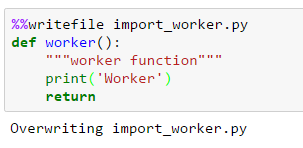 %%writefile import_worker.py
def worker():
    """worker function"""
    print('Worker')
    return
Overwriting import_worker.py